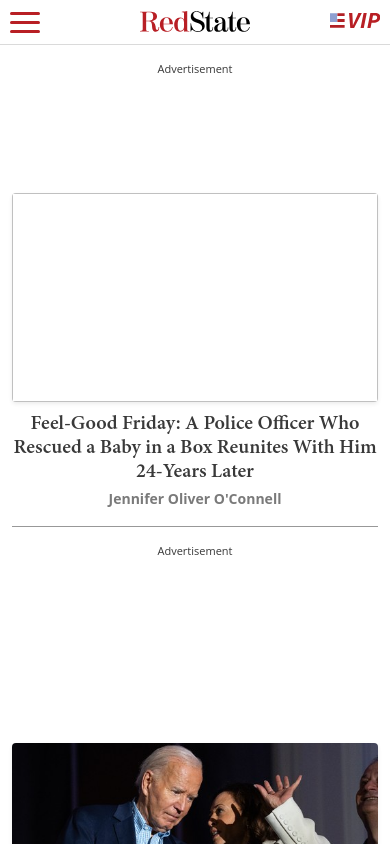 RedState
VIP
Advertisement
Feel-Good Friday: A Police Officer Who
Rescued a Baby in a Box Reunites With Him
24-Years Later
Jennifer Oliver O'Connell
Advertisement